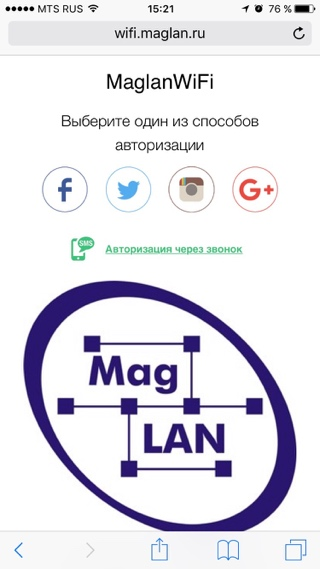 MTS RUS 15:21 76 %
wifi.maglan.ru
MaglanWiFi
Выберите один из способов
авторизации
f G+
SMS Авторизация через звонок
Mag
LAN